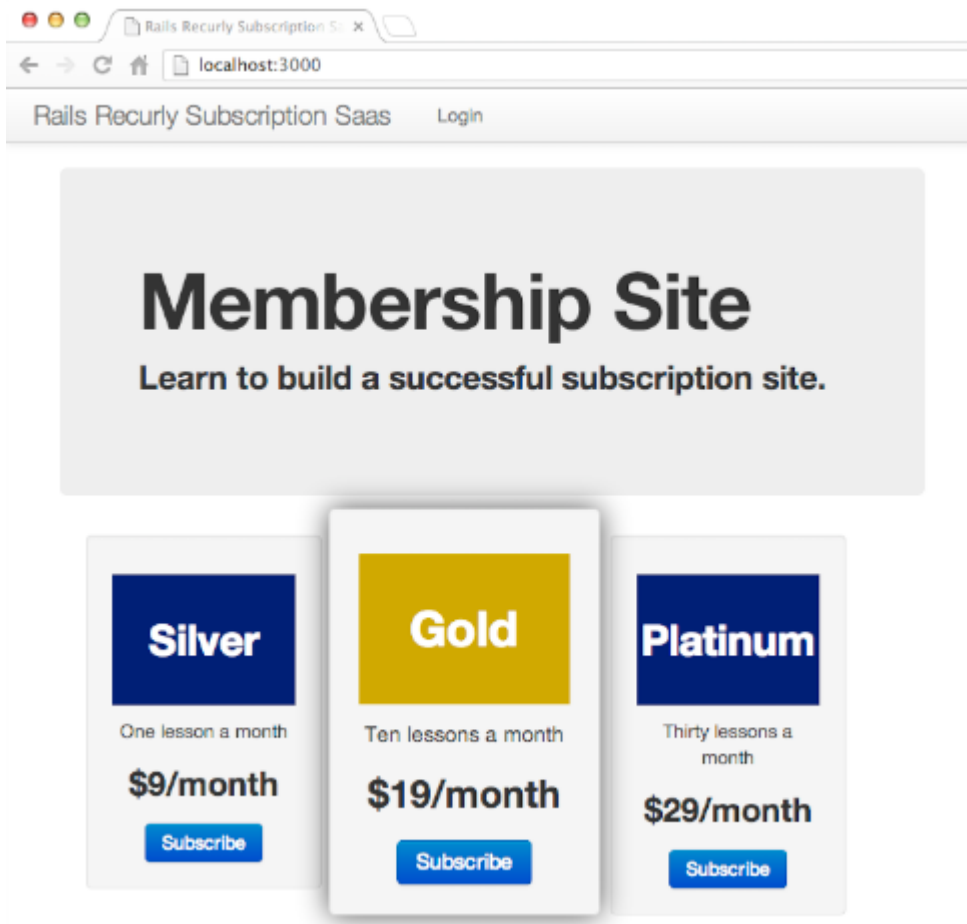 Rails Recurly Subscription Sa
localhost:3000
Rails Recurly Subscription Saas Login
Membership Site
Learn to build a successful subscription site.
Silver
One lesson a month
$9/month
Subscribe
Gold
Ten lessons a month
$19/month
Subscribe
Platinum
Thirty lessons a
month
$29/month
Subscribe